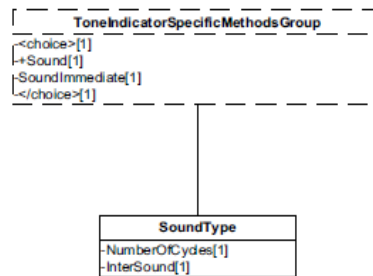 ToneIndicatorSpecificMethodsGroup
-<choice>[1]
-+Sound[1]
-SoundImmediate[1]
-</choice>[1]
SoundType
-NumberOfCycles[1]
-InterSound[1]